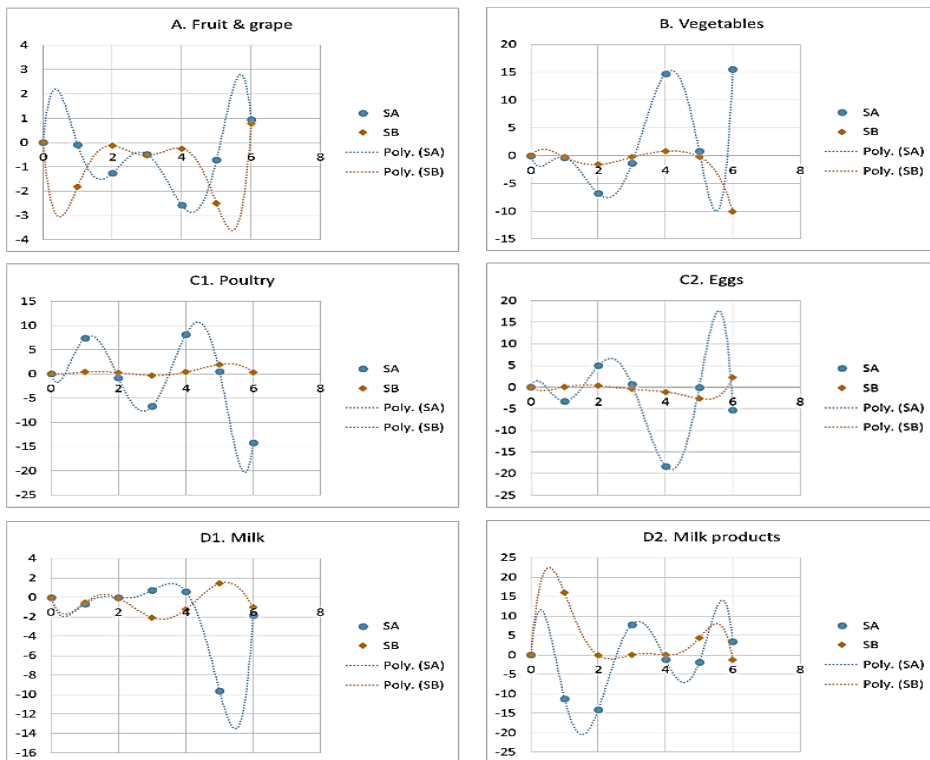 A. Fruit & grape
4
3
2
1
0
-1
-2
-3
-4
0 2 4 6 8
SA
SB
Poly. (SA)
Poly. (SB)
B. Vegetables
20
15
10
5
0
-5
-10
-15
0 2 4 6 8
SA
SB
Poly. (SA)
Poly. (SB)
C1. Poultry
15
10
5
0
-5
-10
-15
-20
-25
0 2 4 6 8
SA
SB
Poly. (SA)
Poly. (SB)
C2. Eggs
20
15
10
5
0
-5
-10
-15
-20
-25
0 2 4 6 8
SA
SB
Poly. (SA)
Poly. (SB)
D1. Milk
4
2
0
-2
-4
-6
-8
-10
-12
-14
-16
0 2 4 6 8
SA
SB
Poly. (SA)
Poly. (SB)
D2. Milk products
25
20
15
10
5
0
-5
-10
-15
-20
-25
0 2 4 6 8
SA
SB
Poly. (SA)
Poly. (SB)